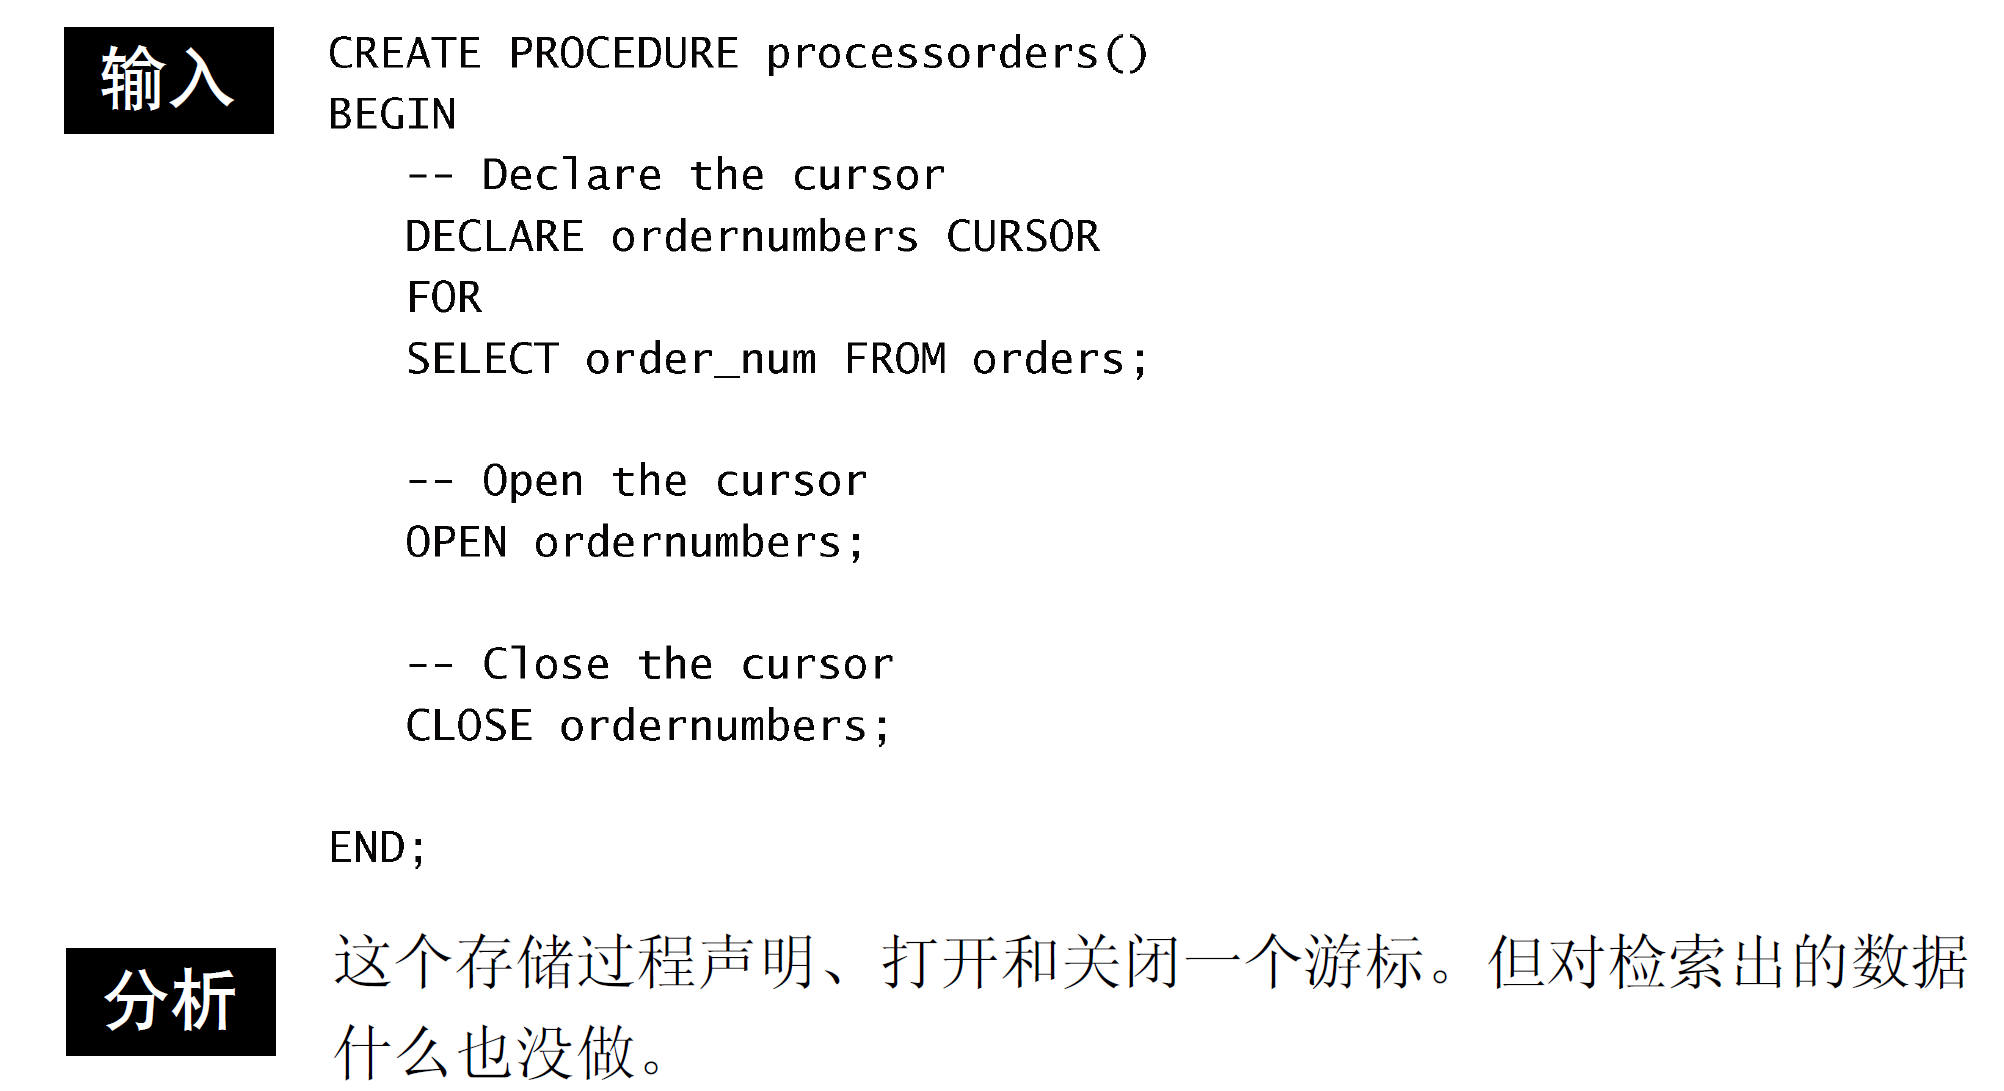 输入
CREATE PROCEDURE processorders()
BEGIN
   -- Declare the cursor
   DECLARE ordernumbers CURSOR
   FOR
   SELECT order_num FROM orders;

   -- Open the cursor
   OPEN ordernumbers;

   -- Close the cursor
   CLOSE ordernumbers;

END;
分析
这个存储过程声明、打开和关闭一个游标。但对检索出的数据
什么也没做。